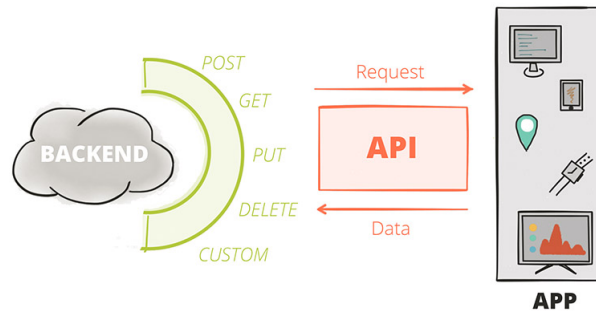 POST
GET
PUT
DELETE
CUSTOM
BACKEND
Request
API
Data
APP